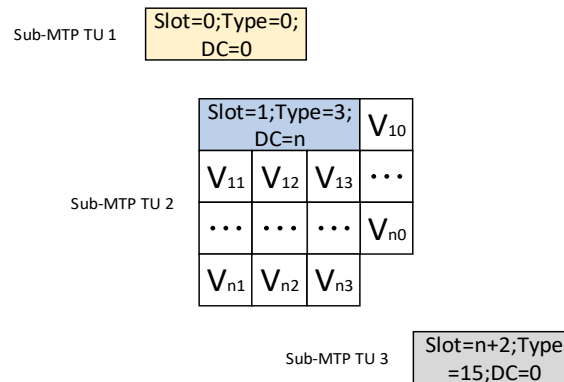 Sub-MTP TU 1
Slot=0;Type=0;
DC=0
Slot=1;Type=3;
DC=n
V10
V11 V12 V13 ...
Sub-MTP TU 2
... ... ... Vn0
Vn1 Vn2 Vn3
Sub-MTP TU 3
Slot=n+2;Type
=15;DC=0